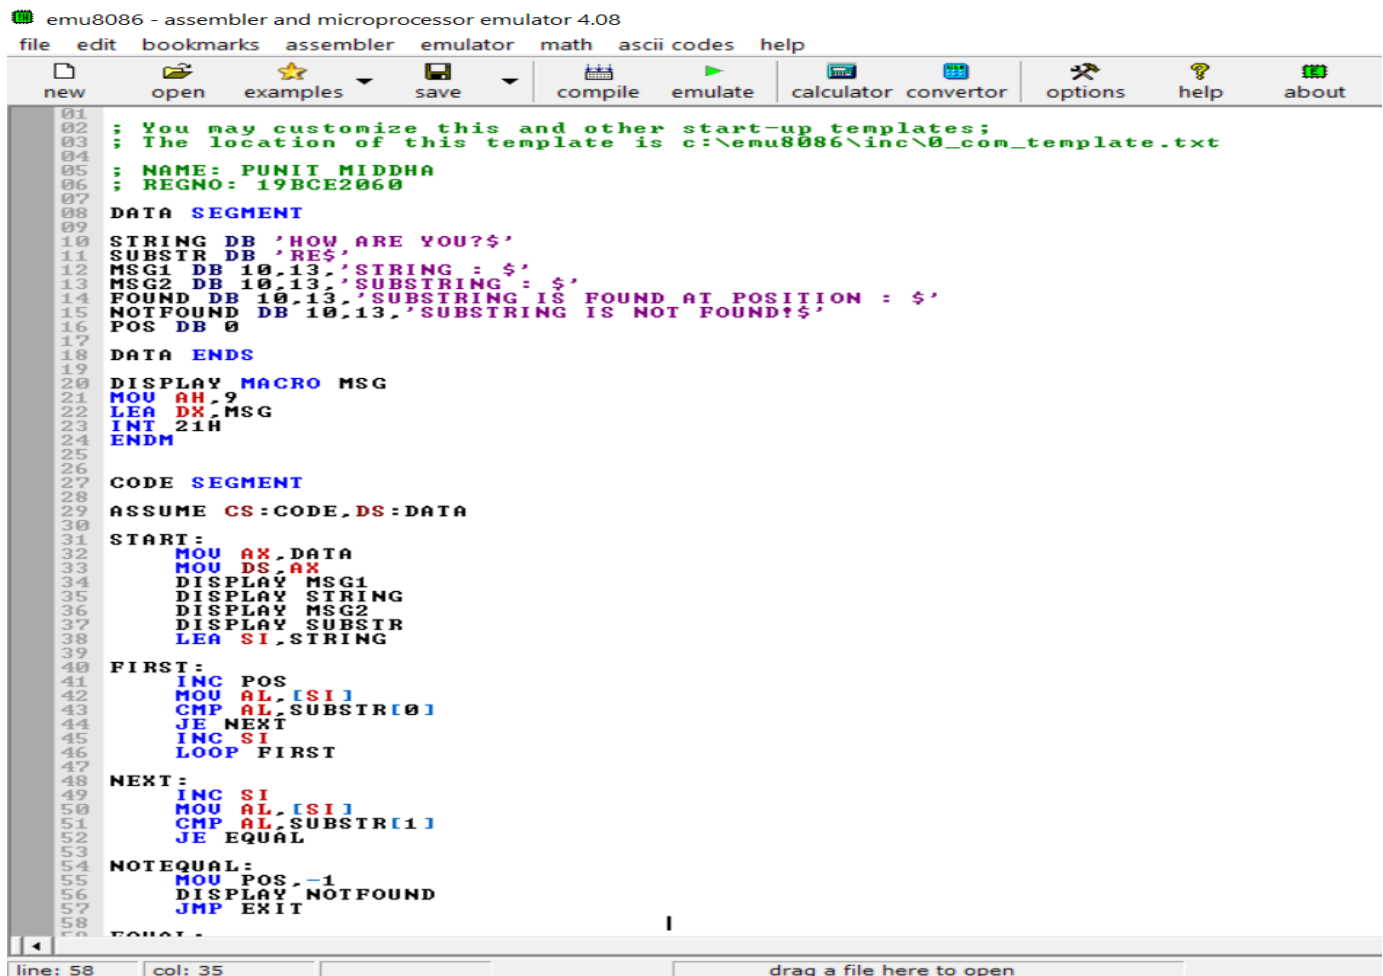 emu8086 - assembler and microprocessor emulator 4.08
file edit bookmarks assembler emulator math ascii codes help
new open examples save compile emulate calculator convertor options help about
01
02 ; You may customize this and other start-up templates;
03 ; The location of this template is c:\emu8086\inc\0_com_template.txt
04
05 ; NAME: PUNIT MIDDHA
06 ; REGNO: 19BCE2060
07
08 DATA SEGMENT
09
10 STRING DB 'HOW ARE YOU?$'
11 SUBSTR DB 'RE$'
12 MSG1 DB 10,13,'STRING : $'
13 MSG2 DB 10,13,'SUBSTRING : $'
14 FOUND DB 10,13,'SUBSTRING IS FOUND AT POSITION : $'
15 NOTFOUND DB 10,13,'SUBSTRING IS NOT FOUND!$'
16 POS DB 0
17
18 DATA ENDS
19
20 DISPLAY MACRO MSG
21 MOV AH,9
22 LEA DX,MSG
23 INT 21H
24 ENDM
25
26
27 CODE SEGMENT
28
29 ASSUME CS:CODE,DS:DATA
30
31 START:
32 MOV AX,DATA
33 MOV DS,AX
34 DISPLAY MSG1
35 DISPLAY STRING
36 DISPLAY MSG2
37 DISPLAY SUBSTR
38 LEA SI,STRING
39
40 FIRST:
41 INC POS
42 MOV AL,[SI]
43 CMP AL,SUBSTR[0]
44 JE NEXT
45 INC SI
46 LOOP FIRST
47
48 NEXT:
49 INC SI
50 MOV AL,[SI]
51 CMP AL,SUBSTR[1]
52 JE EQUAL
53
54 NOTEQUAL:
55 MOV POS,-1
56 DISPLAY NOTFOUND
57 JMP EXIT
58
line: 58 col: 35 drag a file here to open